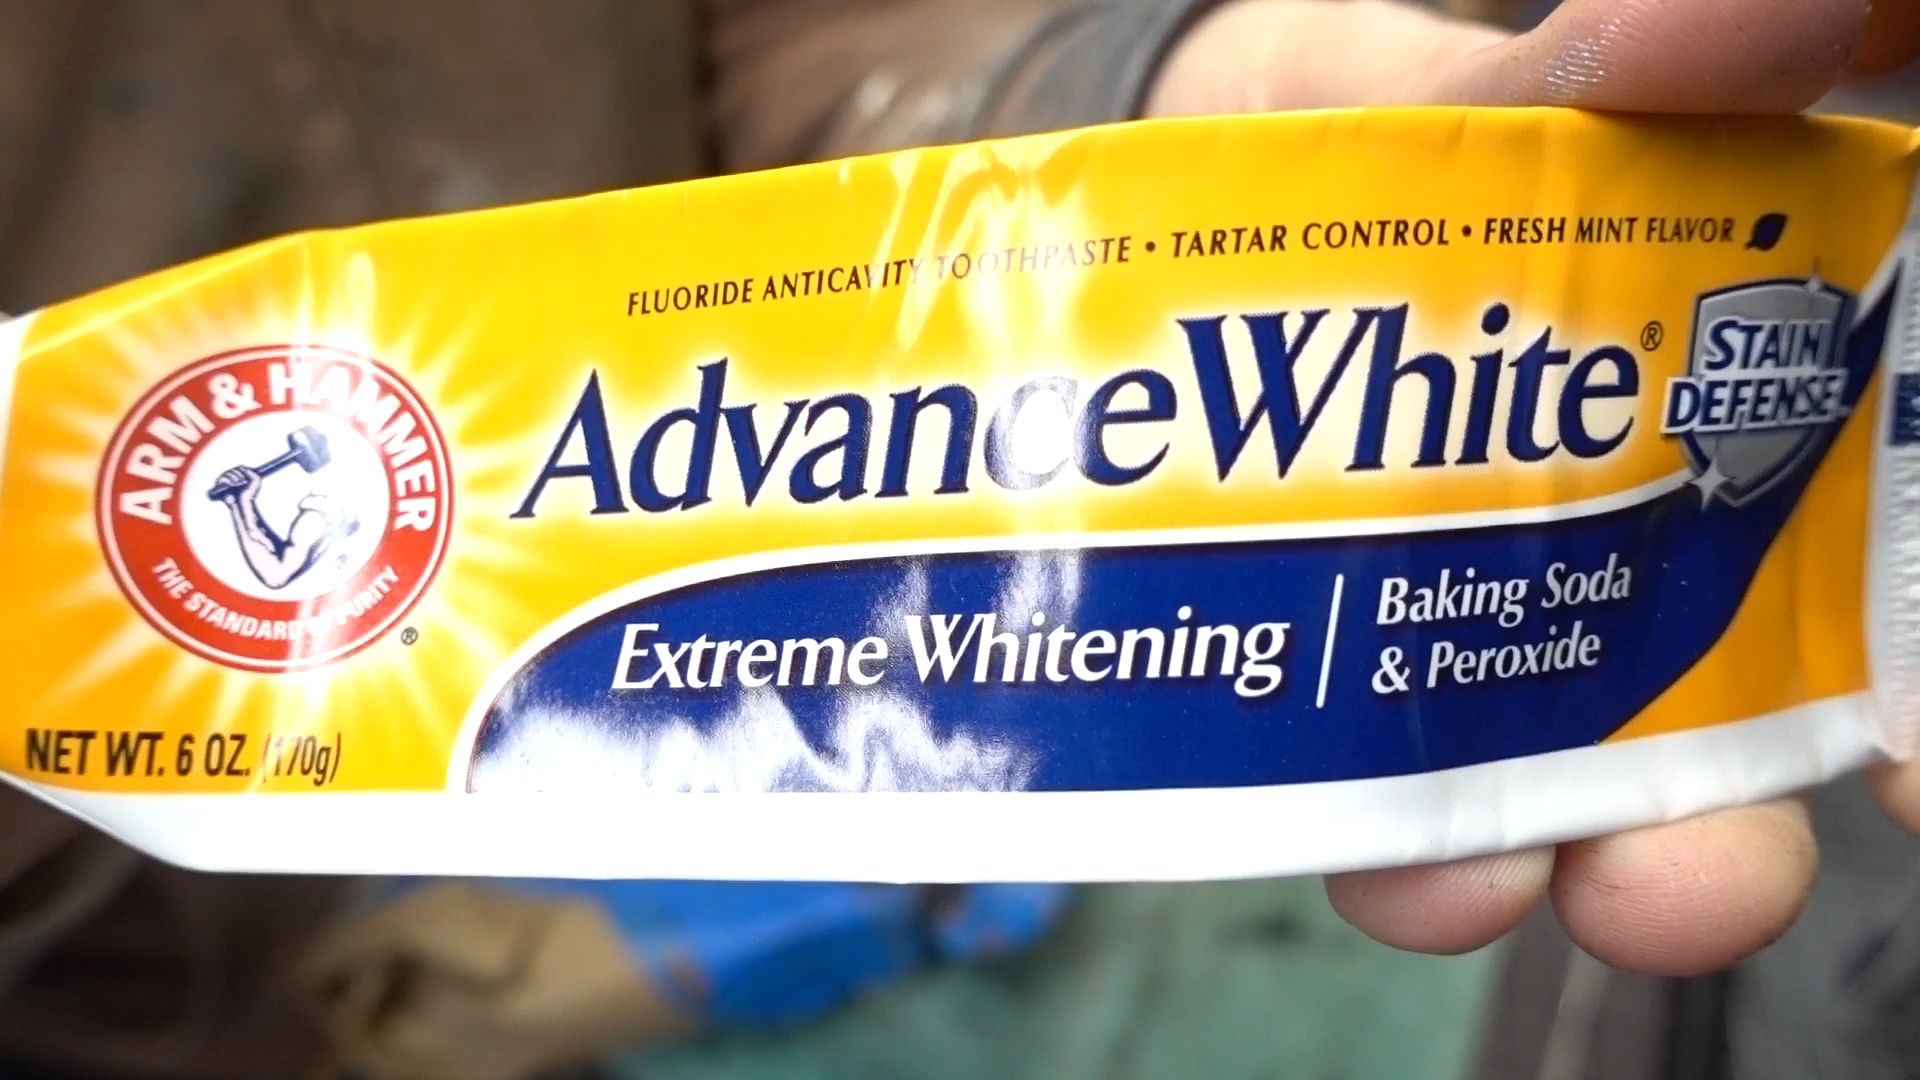 FLUORIDE ANTICAVITY TOOTHPASTE • TARTAR CONTROL • FRESH MINT FLAVOR
ARM & HAMMER
THE STANDARD OF PURITY
®
®
AdvanceWhite®
STAIN
DEFENSE
Extreme Whitening
Baking Soda
& Peroxide
NET WT. 6 OZ. (170g)